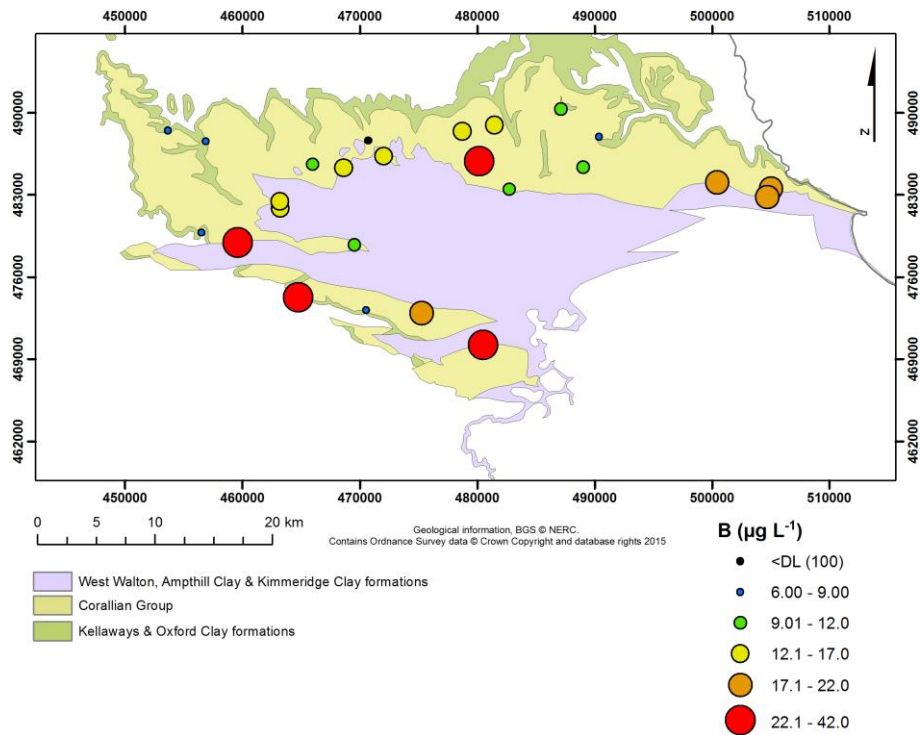 450000 460000 470000 480000 490000 500000 510000
490000 490000
483000 483000
476000 476000
469000 469000
462000 462000
N
450000 460000 470000 480000 490000 500000 510000
0 5 10 20 km
Geological information, BGS © NERC.
Contains Ordnance Survey data © Crown Copyright and database rights 2015
West Walton, Ampthill Clay & Kimmeridge Clay formations
Corallian Group
Kellaways & Oxford Clay formations
B (µg L⁻¹)
<DL (100)
6.00 - 9.00
9.01 - 12.0
12.1 - 17.0
17.1 - 22.0
22.1 - 42.0